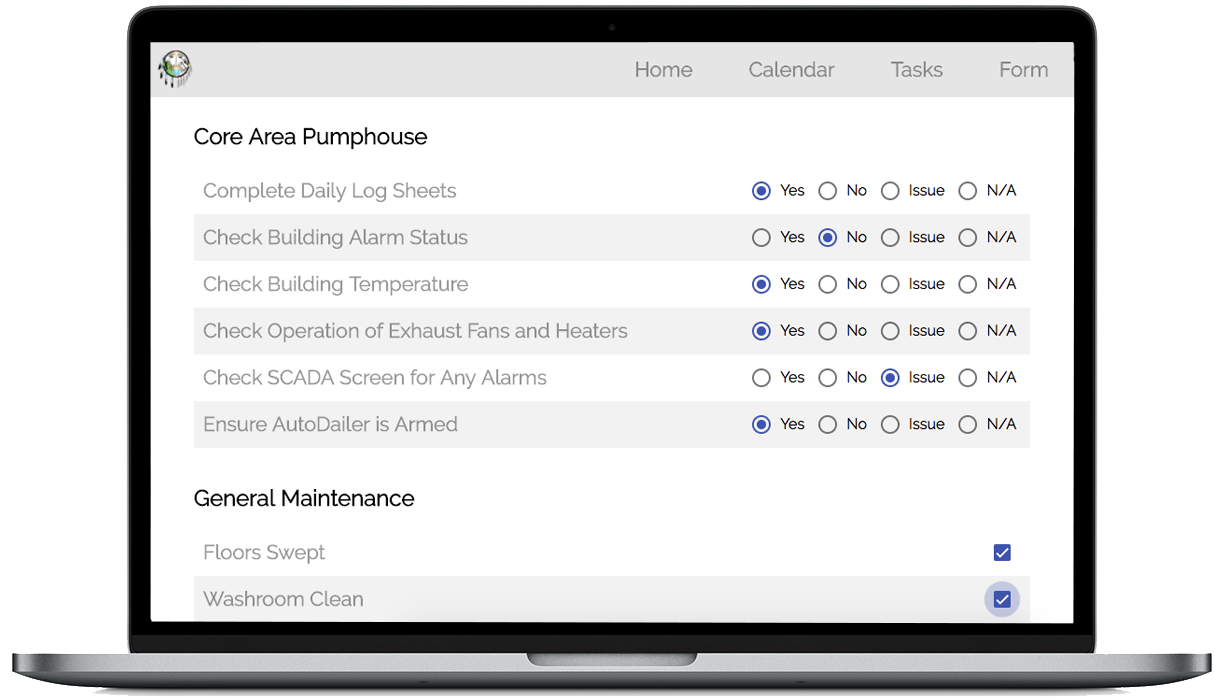 Home Calendar Tasks Form
Core Area Pumphouse
Complete Daily Log Sheets Yes No Issue N/A
Check Building Alarm Status Yes No Issue N/A
Check Building Temperature Yes No Issue N/A
Check Operation of Exhaust Fans and Heaters Yes No Issue N/A
Check SCADA Screen for Any Alarms Yes No Issue N/A
Ensure AutoDailer is Armed Yes No Issue N/A
General Maintenance
Floors Swept
Washroom Clean